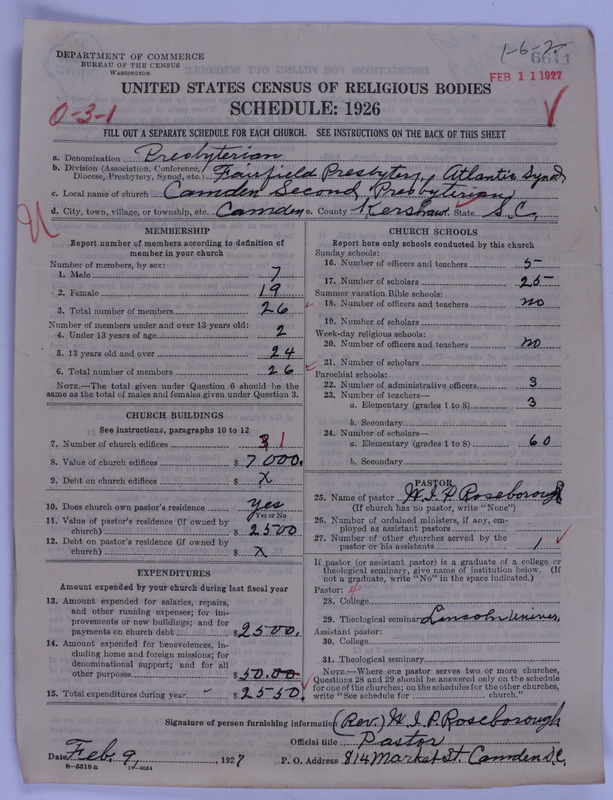 DEPARTMENT OF COMMERCE
BUREAU OF THE CENSUS
WASHINGTON
1-6-2
6611
FEB 11 1927
UNITED STATES CENSUS OF RELIGIOUS BODIES
SCHEDULE: 1926
0-3-1
FILL OUT A SEPARATE SCHEDULE FOR EACH CHURCH. SEE INSTRUCTIONS ON THE BACK OF THIS SHEET
a. Denomination Presbyterian
b. Division (Association, Conference, Diocese, Presbytery, Synod, etc.) Fairfield Presbytery, Atlantic Synod
c. Local name of church Camden Second Presbyterian
d. City, town, village, or township, etc. Camden e. County Kershaw State S.C.
MEMBERSHIP
Report number of members according to definition of
member in your church
Number of members, by sex:
1. Male 7
2. Female 19
3. Total number of members 26
Number of members under and over 13 years old:
4. Under 13 years of age 2
5. 13 years old and over 24
6. Total number of members 26
NOTE.—The total given under Question 6 should be the
same as the total of males and females given under Question 3.
CHURCH BUILDINGS
See instructions, paragraphs 10 to 12
7. Number of church edifices 1
8. Value of church edifices $ 7000.
9. Debt on church edifices $ X
10. Does church own pastor's residence? yes
Yes or No
11. Value of pastor's residence (if owned by
church) $ 2500
12. Debt on pastor's residence (if owned by
church) $ X
EXPENDITURES
Amount expended by your church during last fiscal year
13. Amount expended for salaries, repairs,
and other running expenses; for im-
provements or new buildings; and for
payments on church debt $ 2500.
14. Amount expended for benevolences, in-
cluding home and foreign missions; for
denominational support; and for all
other purposes $ 50.00
15. Total expenditures during year $ 2550.
CHURCH SCHOOLS
Report here only schools conducted by this church
Sunday schools:
16. Number of officers and teachers 5
17. Number of scholars 25
Summer vacation Bible schools:
18. Number of officers and teachers no
19. Number of scholars
Week-day religious schools:
20. Number of officers and teachers no
21. Number of scholars
Parochial schools:
22. Number of administrative officers 3
23. Number of teachers—
a. Elementary (grades 1 to 8) 3
b. Secondary
24. Number of scholars—
a. Elementary (grades 1 to 8) 60
b. Secondary
PASTOR
25. Name of pastor W.I.P. Roseborough
(If church has no pastor, write "None")
26. Number of ordained ministers, if any, em-
ployed as assistant pastors
27. Number of other churches served by the
pastor or his assistants 1
If pastor (or assistant pastor) is a graduate of a college or
theological seminary, give name of institution below. (If
not a graduate, write "No" in the space indicated.)
Pastor: 4
28. College
29. Theological seminary Lincoln Univer.
Assistant pastor:
30. College
31. Theological seminary
NOTE.—Where one pastor serves two or more churches,
Questions 28 and 29 should be answered only on the schedule
for one of the churches; on the schedules for the other churches,
write "See schedule for ---- church."
Signature of person furnishing information (Rev.) W.I.P. Roseborough
Official title Pastor
Date Feb. 9, 1927 P. O. Address 814 Market St. Camden S.C.
8-5518 a